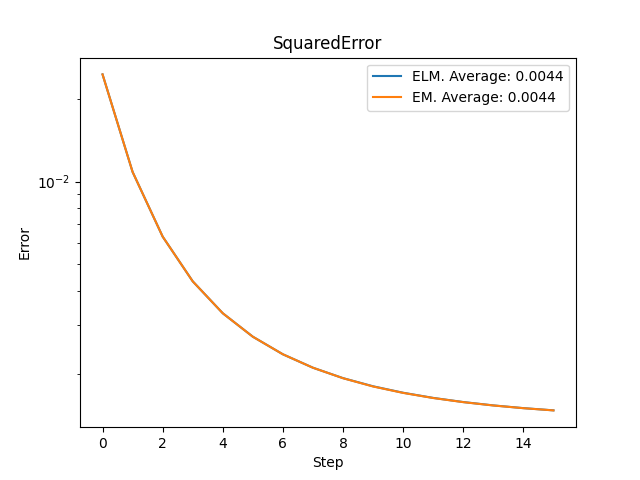 SquaredError
ELM. Average: 0.0044
EM. Average: 0.0044
10⁻²
Error
0 2 4 6 8 10 12 14
Step